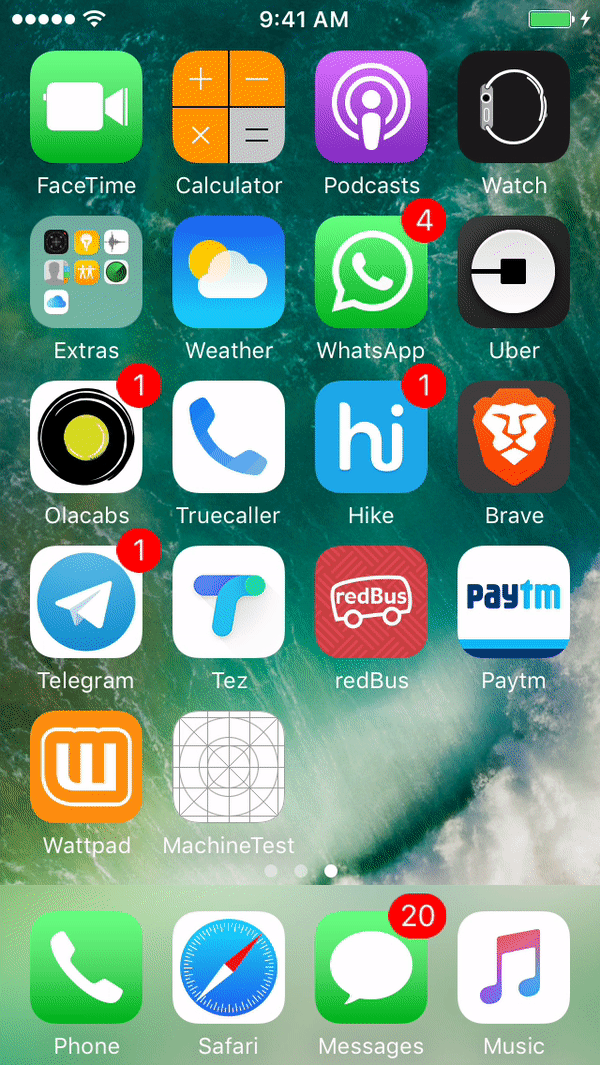 9:41 AM
FaceTime
Calculator
Podcasts
Watch
4
Extras
Weather
WhatsApp
Uber
1
1
hi
Olacabs
Truecaller
Hike
Brave
1
redBus
paytm
Telegram
Tez
redBus
Paytm
w
Wattpad
MachineTest
20
Phone
Safari
Messages
Music